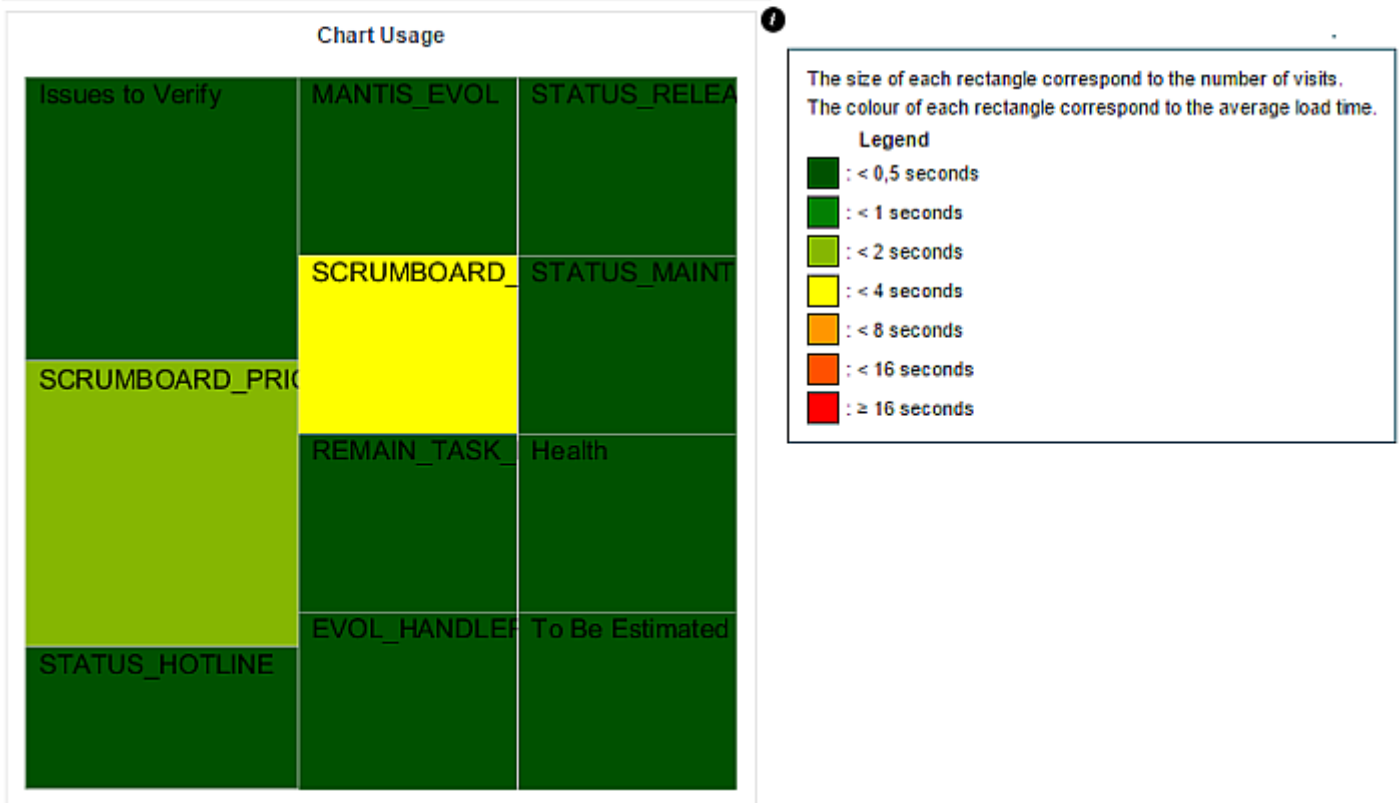 Chart Usage
Issues to Verify
MANTIS_EVOL
STATUS_RELEA
SCRUMBOARD_
STATUS_MAINT
SCRUMBOARD_PRIO
REMAIN_TASK_
Health
EVOL_HANDLER
To Be Estimated
STATUS_HOTLINE
i
The size of each rectangle correspond to the number of visits.
The colour of each rectangle correspond to the average load time.
Legend
: < 0,5 seconds
: < 1 seconds
: < 2 seconds
: < 4 seconds
: < 8 seconds
: < 16 seconds
: ≥ 16 seconds